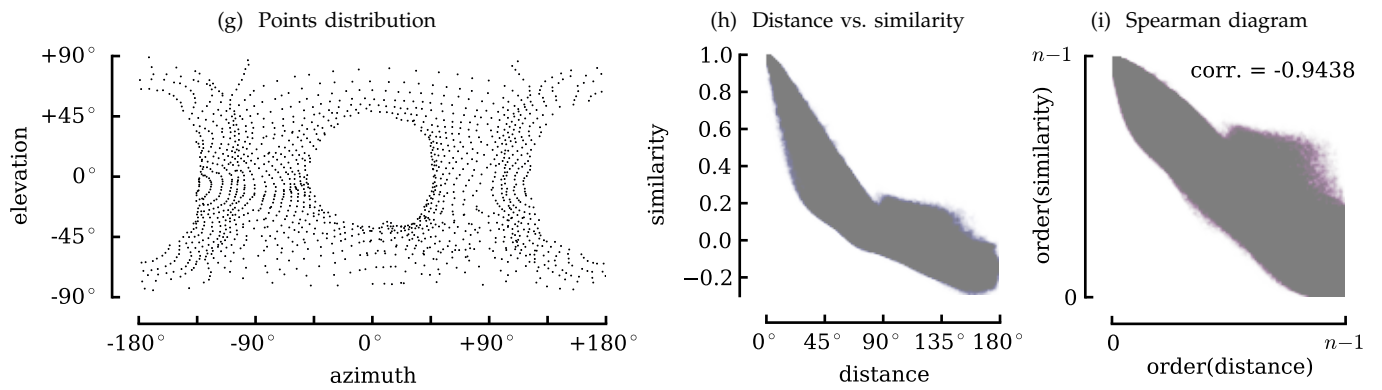 (g) Points distribution
+90°
+45°
0°
-45°
-90°
elevation
-180°
-90°
0°
+90°
+180°
azimuth
(h) Distance vs. similarity
1.0
0.8
0.6
0.4
0.2
0.0
−0.2
similarity
0°
45°
90°
135°
180°
distance
(i) Spearman diagram
n−1
corr. = -0.9438
0
order(similarity)
0
n−1
order(distance)